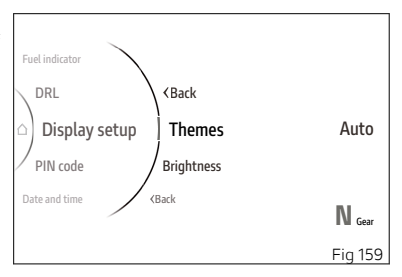 Fuel indicator
DRL
‹Back
Display setup Themes Auto
PIN code Brightness
Date and time ‹Back
N Gear
Fig 159